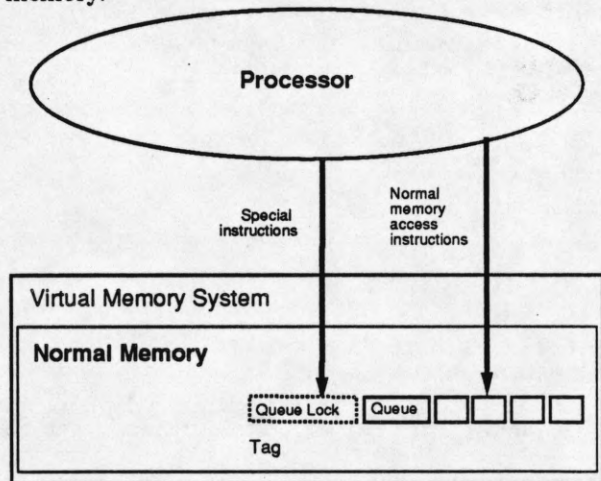 memory.
Processor
Special
instructions
Normal
memory
access
instructions
Virtual Memory System
Normal Memory
Queue Lock
Queue
Tag